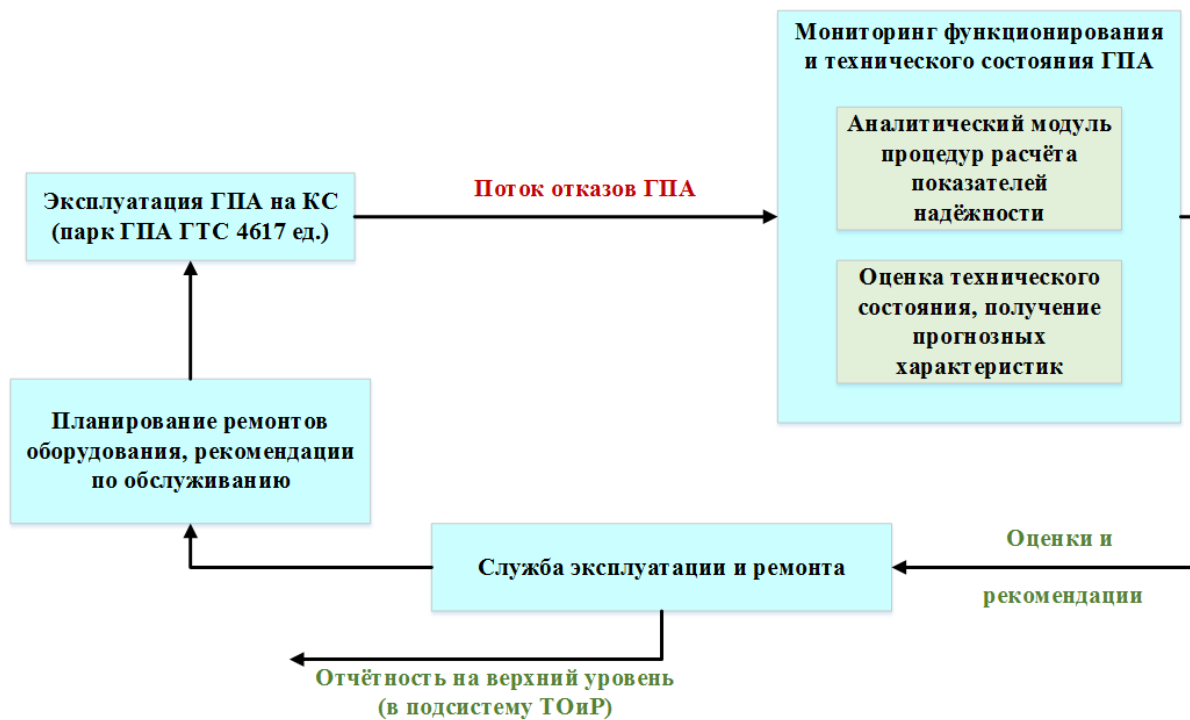 Мониторинг функционирования
и технического состояния ГПА
Аналитический модуль
процедур расчёта
показателей
надёжности
Поток отказов ГПА
Эксплуатация ГПА на КС
(парк ГПА ГТС 4617 ед.)
Оценка технического
состояния, получение
прогнозных
характеристик
Планирование ремонтов
оборудования, рекомендации
по обслуживанию
Служба эксплуатации и ремонта
Оценки и
рекомендации
Отчётность на верхний уровень
(в подсистему ТОиР)